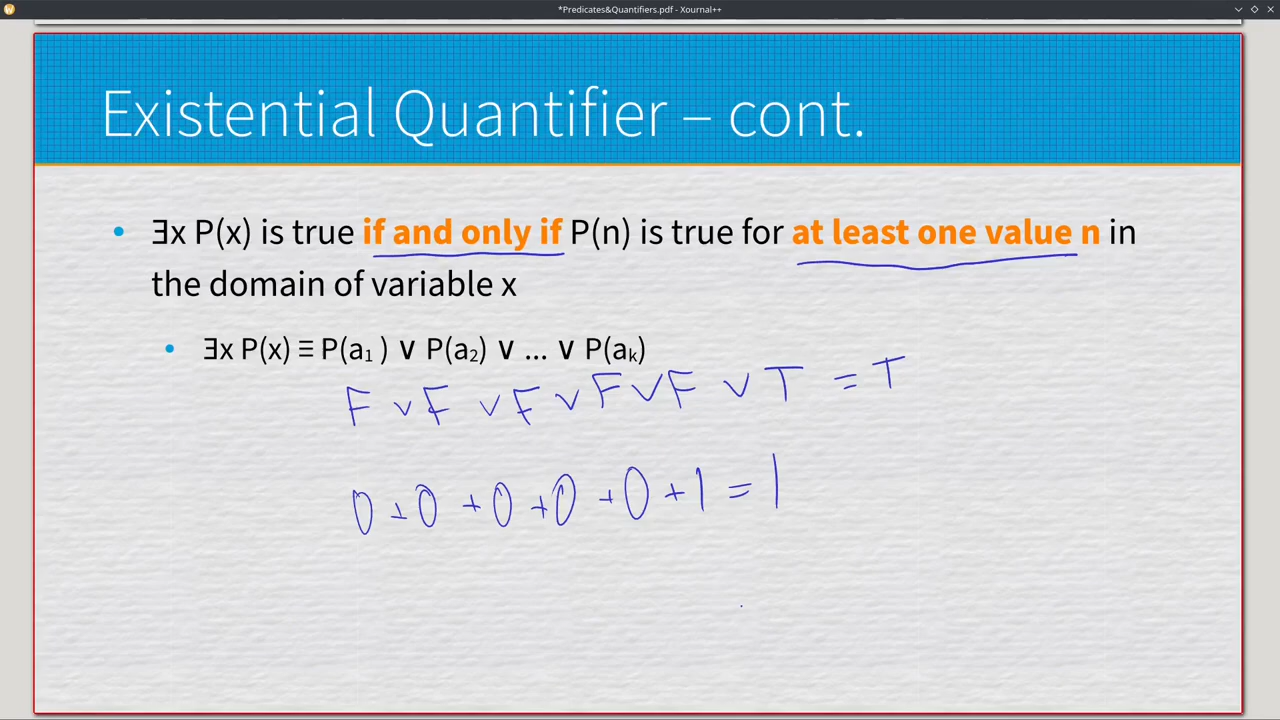 *Predicates&Quantifiers.pdf - Xournal++
Existential Quantifier – cont.
• ∃x P(x) is true if and only if P(n) is true for at least one value n in
the domain of variable x
• ∃x P(x) ≡ P(a₁ ) ∨ P(a₂) ∨ ... ∨ P(aₖ)
F ∨ F ∨ F ∨ F ∨ F ∨ T = T
0 + 0 + 0 + 0 + 0 + 1 = 1